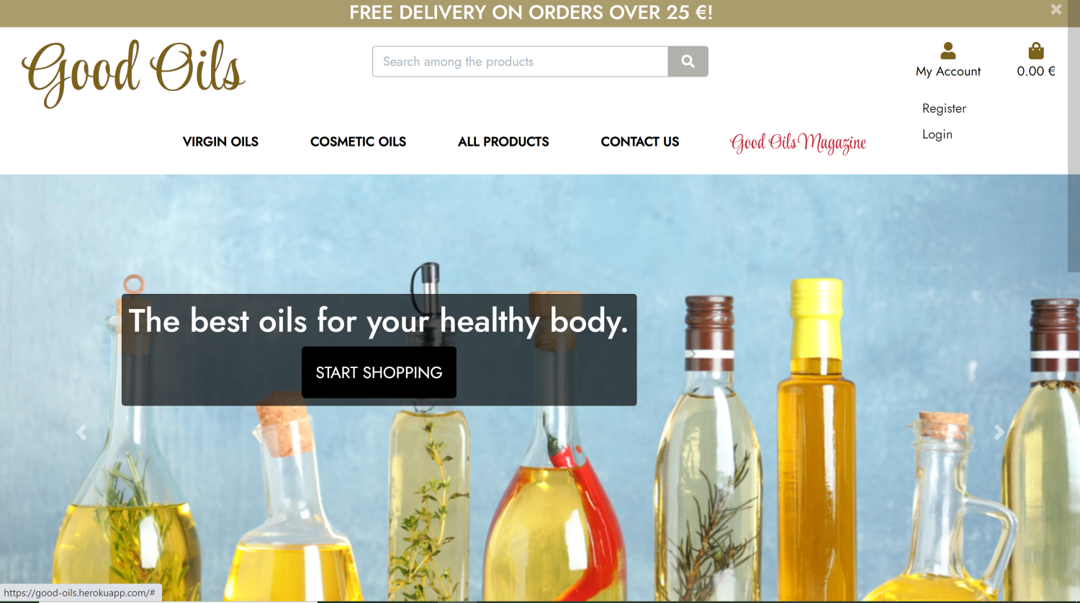 FREE DELIVERY ON ORDERS OVER 25 €!
Good Oils
Search among the products
My Account
0.00 €
Register
Login
VIRGIN OILS
COSMETIC OILS
ALL PRODUCTS
CONTACT US
Good Oils Magazine
The best oils for your healthy body.
START SHOPPING
https://good-oils.herokuapp.com/#